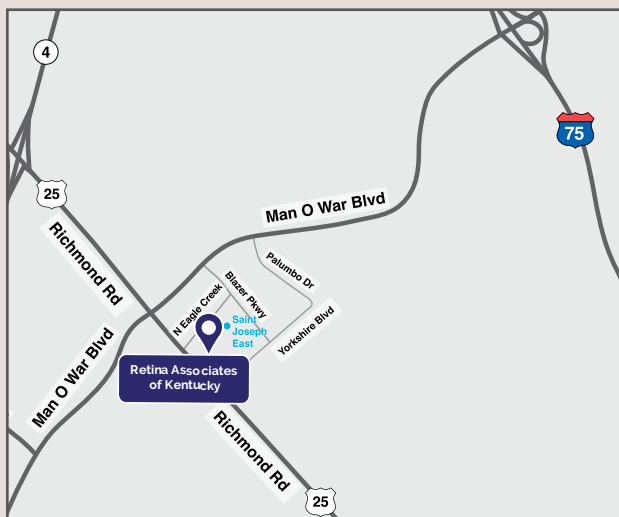 4
75
25
Richmond Rd
Man O War Blvd
Palumbo Dr
Blazer Pkwy
N Eagle Creek
Saint
Joseph
East
Yorkshire Blvd
Man O War Blvd
Retina Associates
of Kentucky
Richmond Rd
25